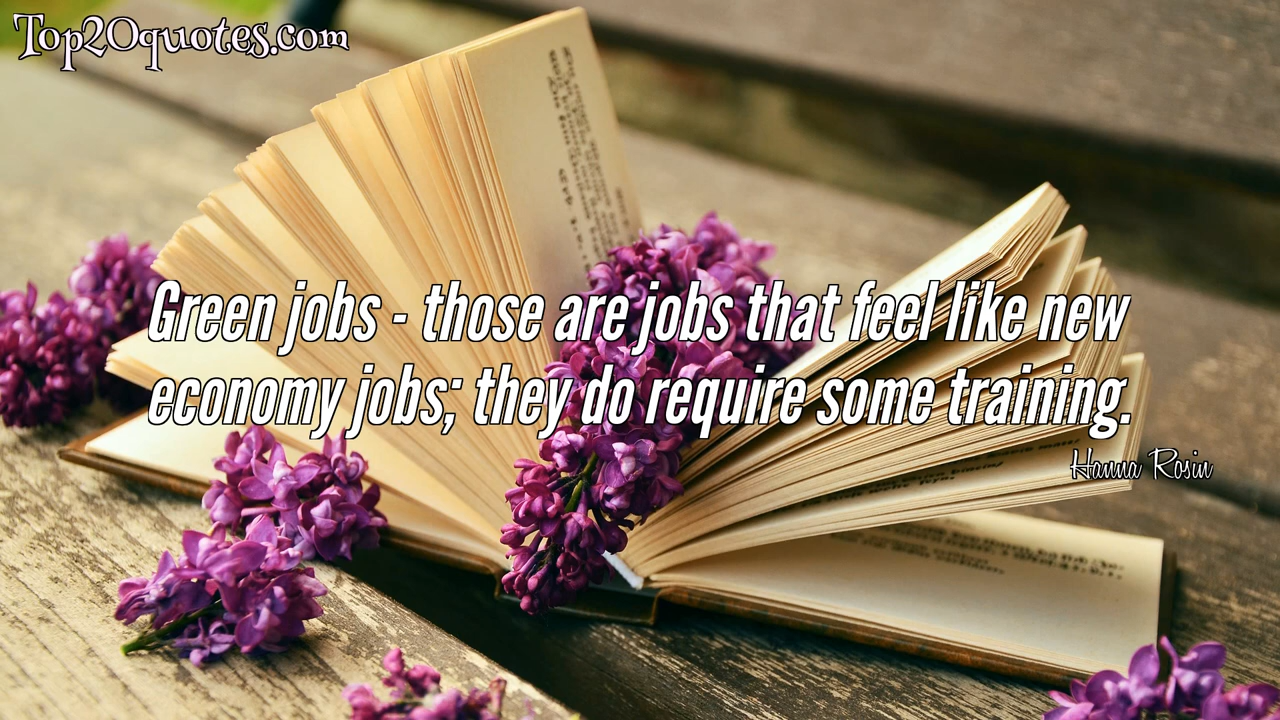 Top20quotes.com
Green jobs - those are jobs that feel like new
economy jobs; they do require some training.
Hanna Rosin